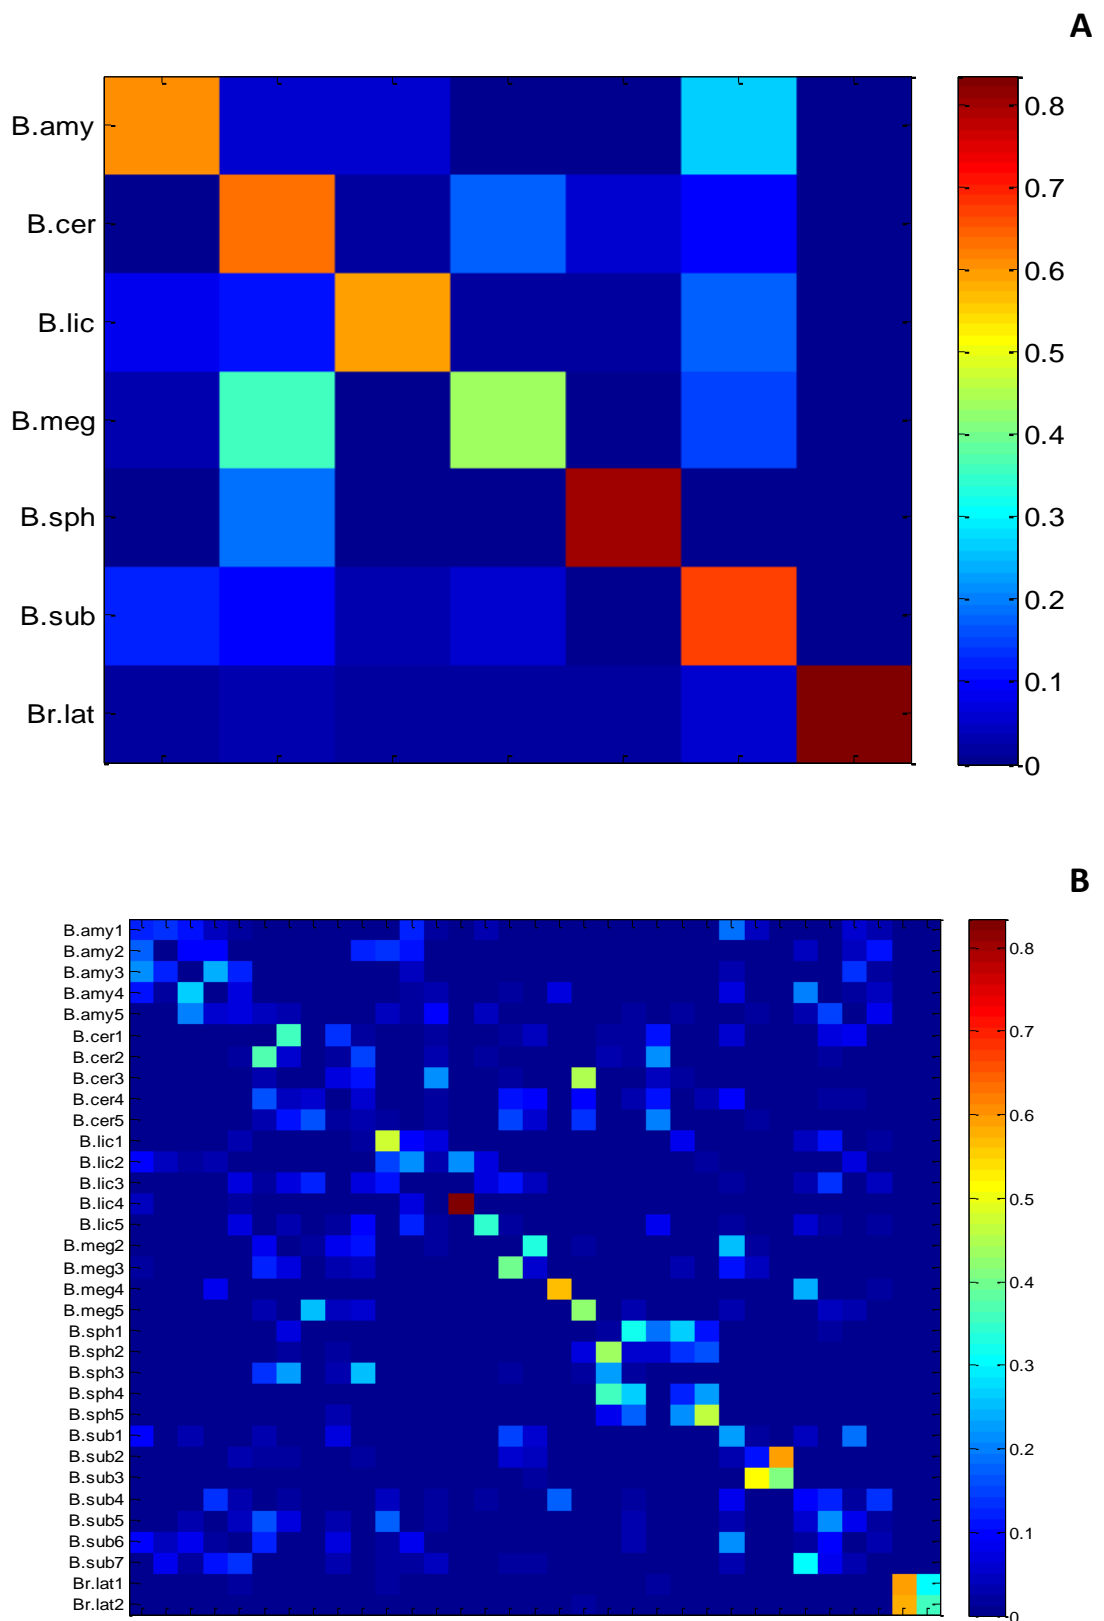 A
B.amy
B.cer
B.lic
B.meg
B.sph
B.sub
Br.lat
0.8
0.7
0.6
0.5
0.4
0.3
0.2
0.1
0
B
B.amy1
B.amy2
B.amy3
B.amy4
B.amy5
B.cer1
B.cer2
B.cer3
B.cer4
B.cer5
B.lic1
B.lic2
B.lic3
B.lic4
B.lic5
B.meg2
B.meg3
B.meg4
B.meg5
B.sph1
B.sph2
B.sph3
B.sph4
B.sph5
B.sub1
B.sub2
B.sub3
B.sub4
B.sub5
B.sub6
B.sub7
Br.lat1
Br.lat2
0.8
0.7
0.6
0.5
0.4
0.3
0.2
0.1
0